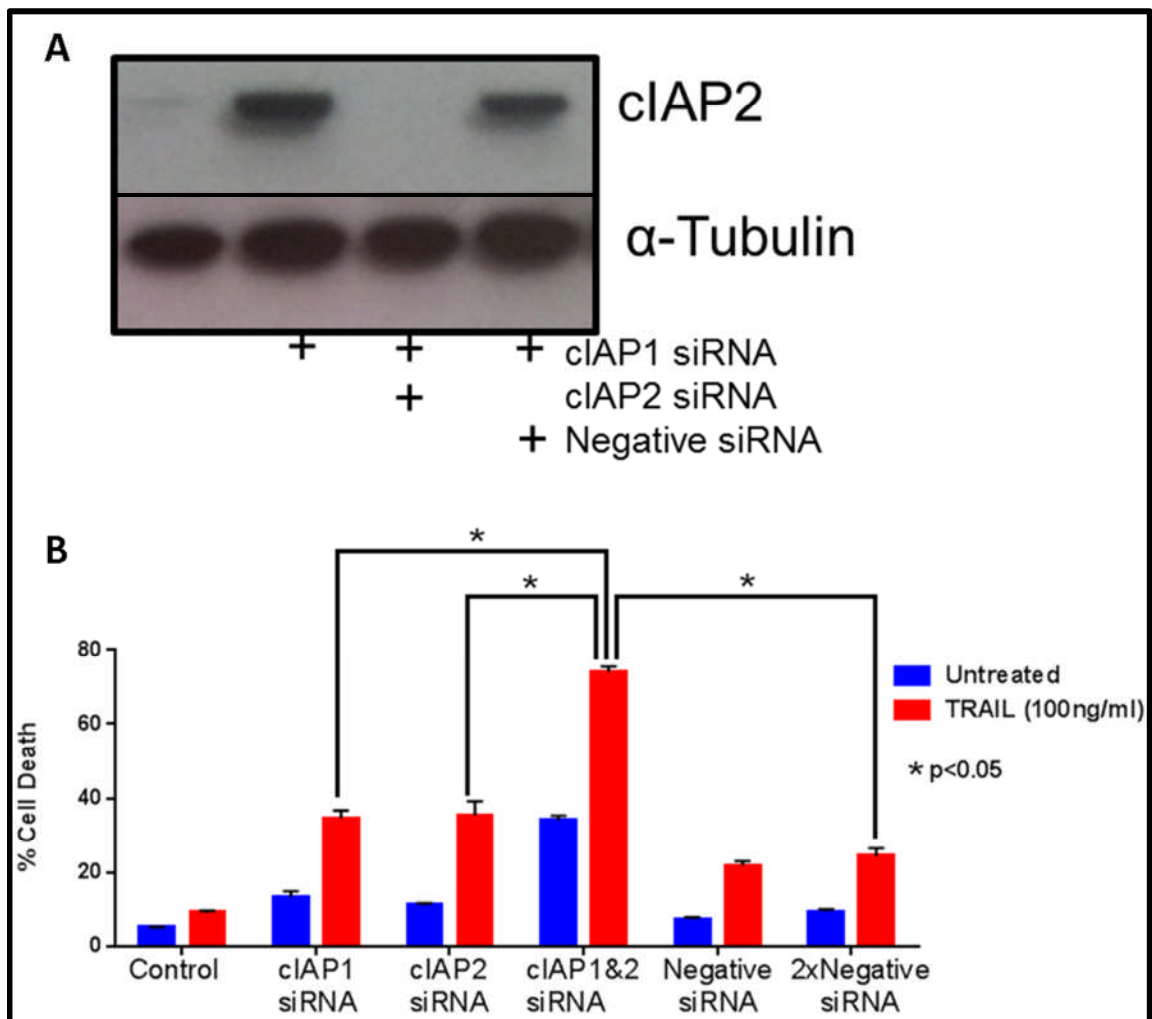 A
cIAP2
α-Tubulin
+ + + cIAP1 siRNA
+ cIAP2 siRNA
+ Negative siRNA
B
*
* *
80
60
40
20
0
% Cell Death
Untreated
TRAIL (100ng/ml)
* p<0.05
Control cIAP1 cIAP2 cIAP1&2 Negative 2xNegative
siRNA siRNA siRNA siRNA siRNA